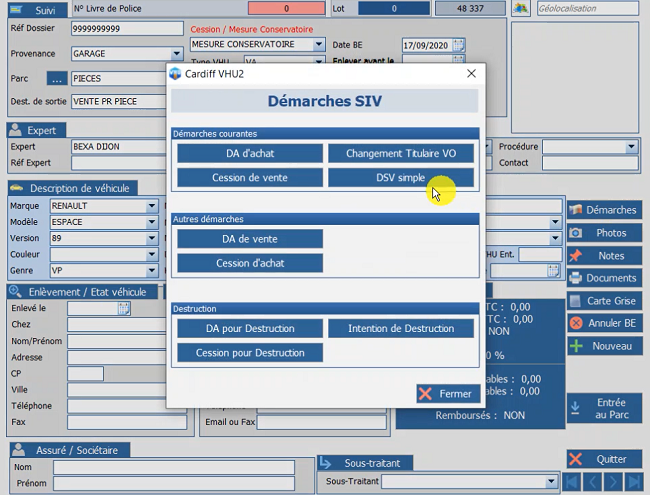 Suivi
N° Livre de Police
0
Lot
0
48 337
Géolocalisation
Réf Dossier
9999999999
Cession / Mesure Conservatoire
Provenance
GARAGE
MESURE CONSERVATOIRE
Date BE
17/09/2020
Type VHU
VA
Enlever avant le
Parc
...
PIECES
Dest. de sortie
VENTE PR PIECE
Cardiff VHU2
Démarches SIV
Démarches courantes
DA d'achat
Changement Titulaire VO
Cession de vente
DSV simple
Autres démarches
DA de vente
Cession d'achat
Destruction
DA pour Destruction
Intention de Destruction
Cession pour Destruction
Fermer
Expert
Expert
BEXA DIJON
Procédure
Réf Expert
Contact
Description de véhicule
Marque
RENAULT
Modèle
ESPACE
Version
89
Couleur
HU Ent.
Genre
VP
Démarches
Photos
Notes
Documents
Carte Grise
Annuler BE
Nouveau
Entrée
au Parc
Quitter
Enlèvement / Etat véhicule
Enlevé le
Chez
Nom/Prénom
Adresse
CP
Ville
Téléphone
Téléphone
Fax
Email ou Fax
TC : 0,00
TC : 0,00
NON
0 %
ables : 0,00
ables : 0,00
Remboursés : NON
Assuré / Sociétaire
Nom
Prénom
Sous-traitant
Sous-Traitant